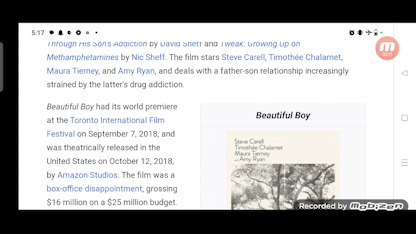 5:17
Through His Son's Addiction by David Sheff and Tweak: Growing Up on
Methamphetamines by Nic Sheff. The film stars Steve Carell, Timothée Chalamet,
Maura Tierney, and Amy Ryan, and deals with a father-son relationship increasingly
strained by the latter's drug addiction.
Beautiful Boy had its world premiere
at the Toronto International Film
Festival on September 7, 2018, and
was theatrically released in the
United States on October 12, 2018,
by Amazon Studios. The film was a
box-office disappointment, grossing
$16 million on a $25 million budget.
Beautiful Boy
Steve Carell
Timothée Chalamet
Maura Tierney
and Amy Ryan
Recorded by Mobizen